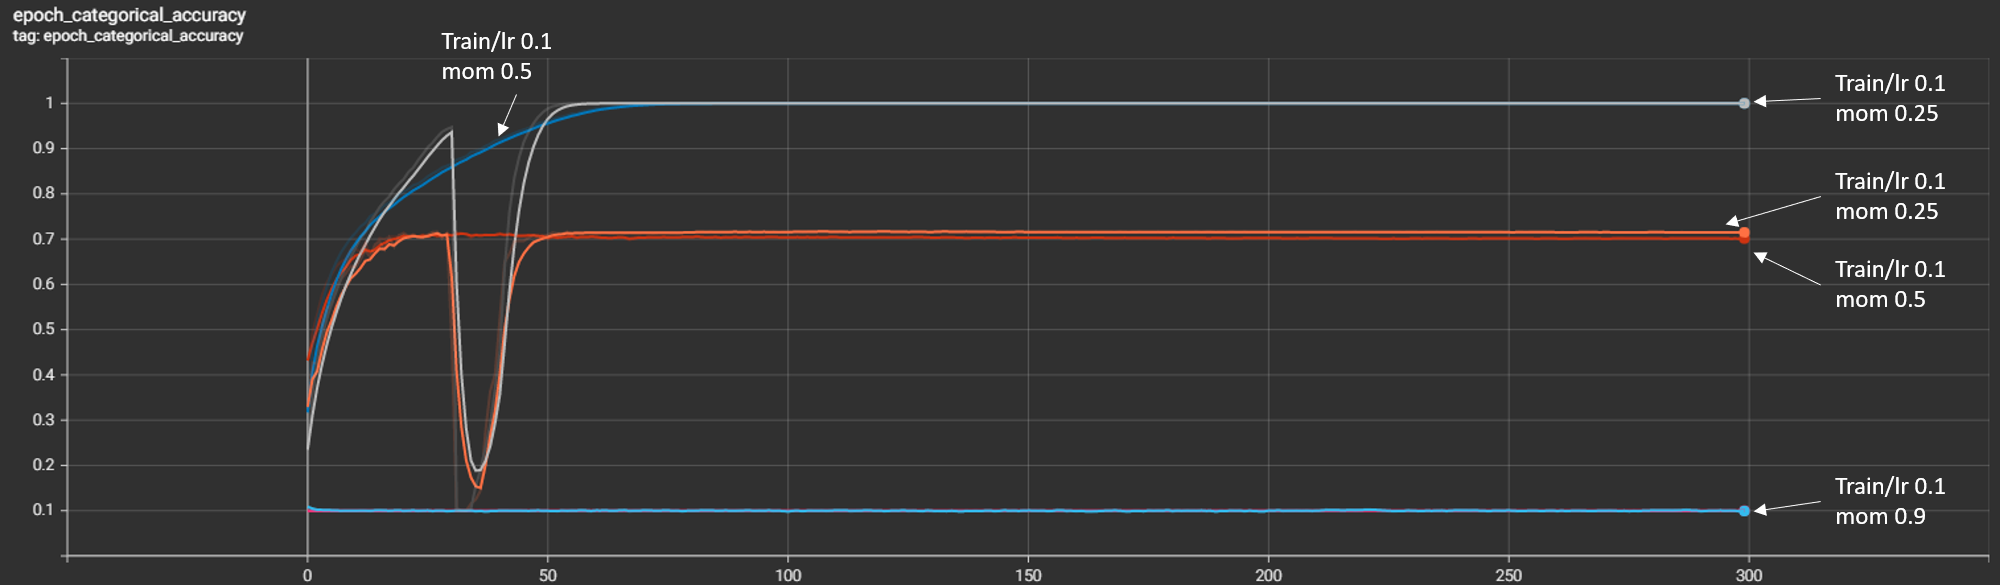 epoch_categorical_accuracy
tag: epoch_categorical_accuracy
Train/lr 0.1
mom 0.5
Train/lr 0.1
mom 0.25
Train/lr 0.1
mom 0.25
Train/lr 0.1
mom 0.5
Train/lr 0.1
mom 0.9
1
0.9
0.8
0.7
0.6
0.5
0.4
0.3
0.2
0.1
0
50
100
150
200
250
300